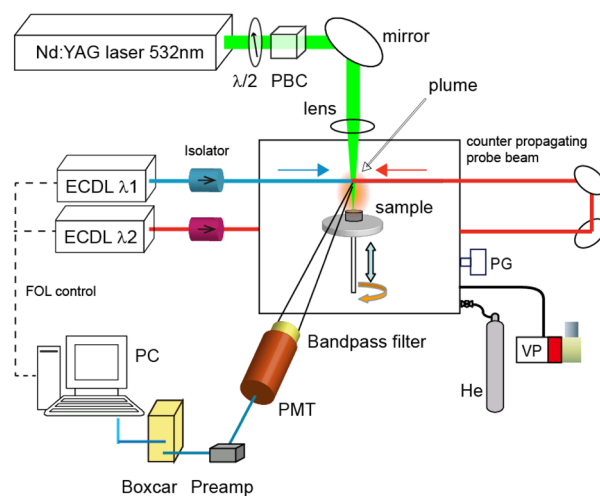 Nd:YAG laser 532nm
λ/2
PBC
mirror
lens
plume
Isolator
counter propagating
probe beam
ECDL λ1
sample
ECDL λ2
PG
FOL control
Bandpass filter
VP
PC
He
PMT
Boxcar
Preamp